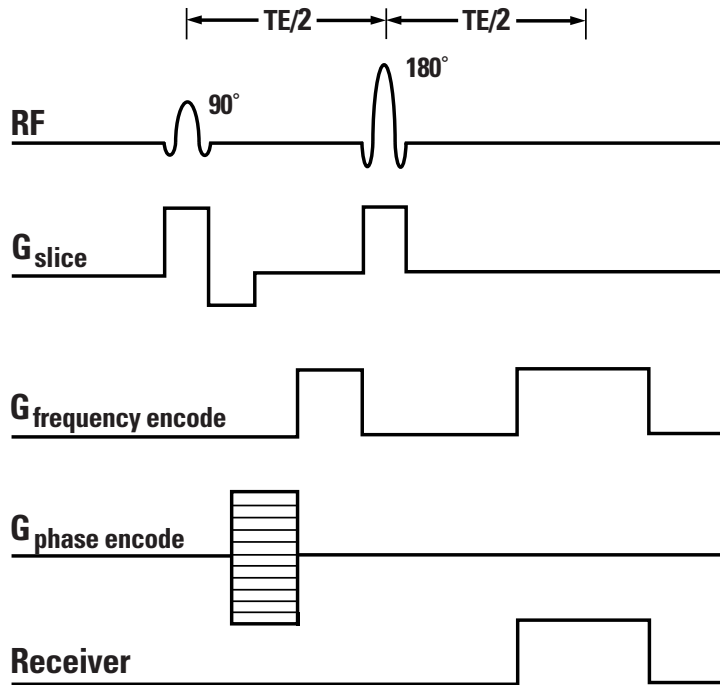 TE/2 TE/2
180°
90°
RF
G slice
G frequency encode
G phase encode
Receiver